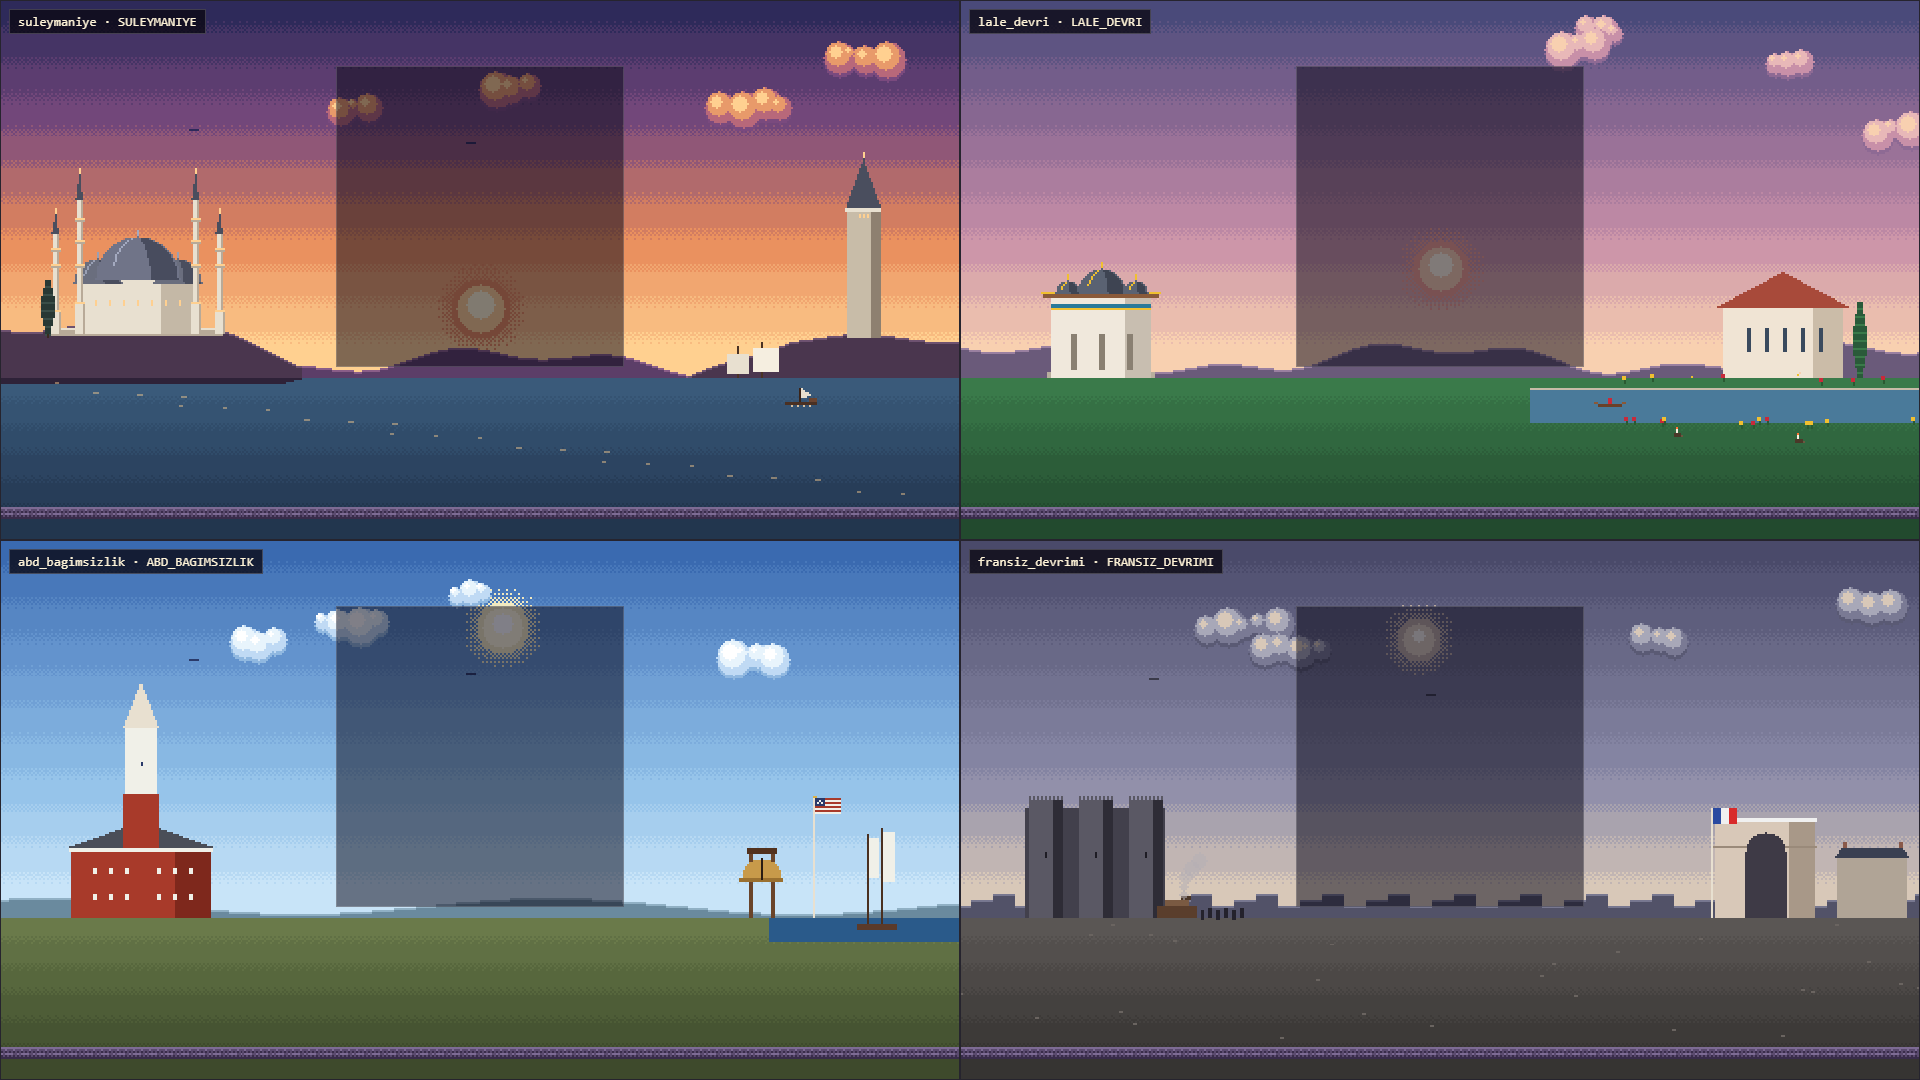 suleymaniye · SULEYMANIYE
lale_devri · LALE_DEVRI
abd_bagimsizlik · ABD_BAGIMSIZLIK
fransiz_devrimi · FRANSIZ_DEVRIMI